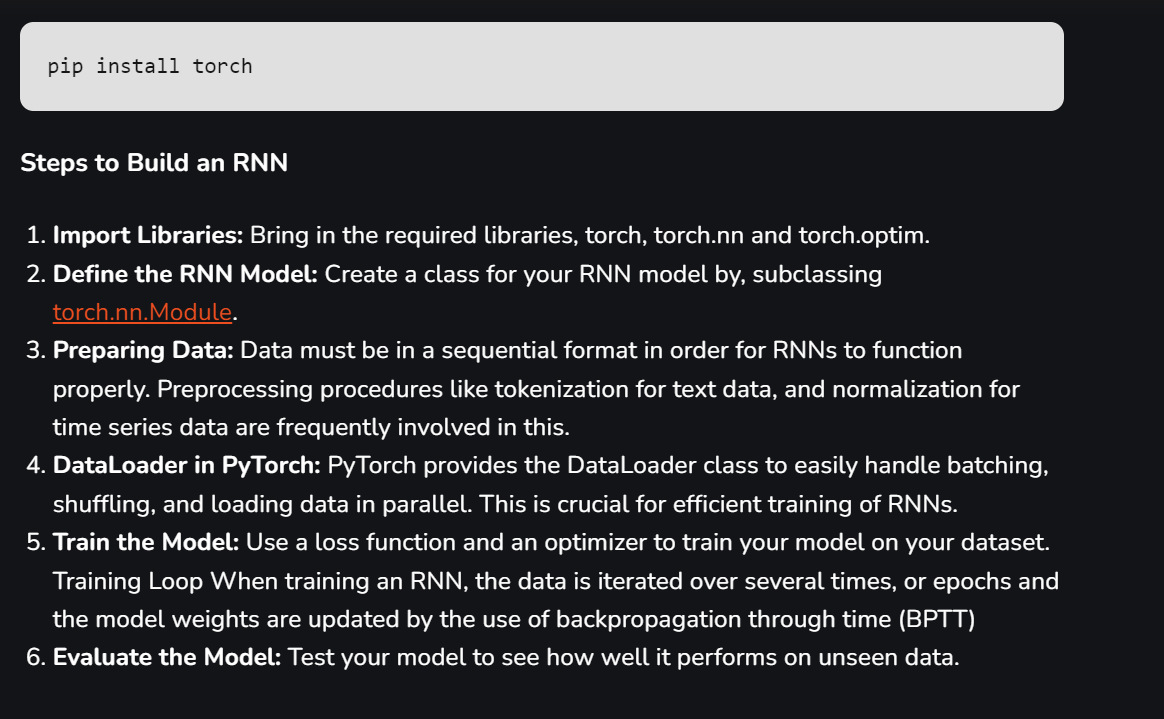 pip install torch
Steps to Build an RNN
1. Import Libraries: Bring in the required libraries, torch, torch.nn and torch.optim.
2. Define the RNN Model: Create a class for your RNN model by, subclassing
torch.nn.Module.
3. Preparing Data: Data must be in a sequential format in order for RNNs to function
properly. Preprocessing procedures like tokenization for text data, and normalization for
time series data are frequently involved in this.
4. DataLoader in PyTorch: PyTorch provides the DataLoader class to easily handle batching,
shuffling, and loading data in parallel. This is crucial for efficient training of RNNs.
5. Train the Model: Use a loss function and an optimizer to train your model on your dataset.
Training Loop When training an RNN, the data is iterated over several times, or epochs and
the model weights are updated by the use of backpropagation through time (BPTT)
6. Evaluate the Model: Test your model to see how well it performs on unseen data.